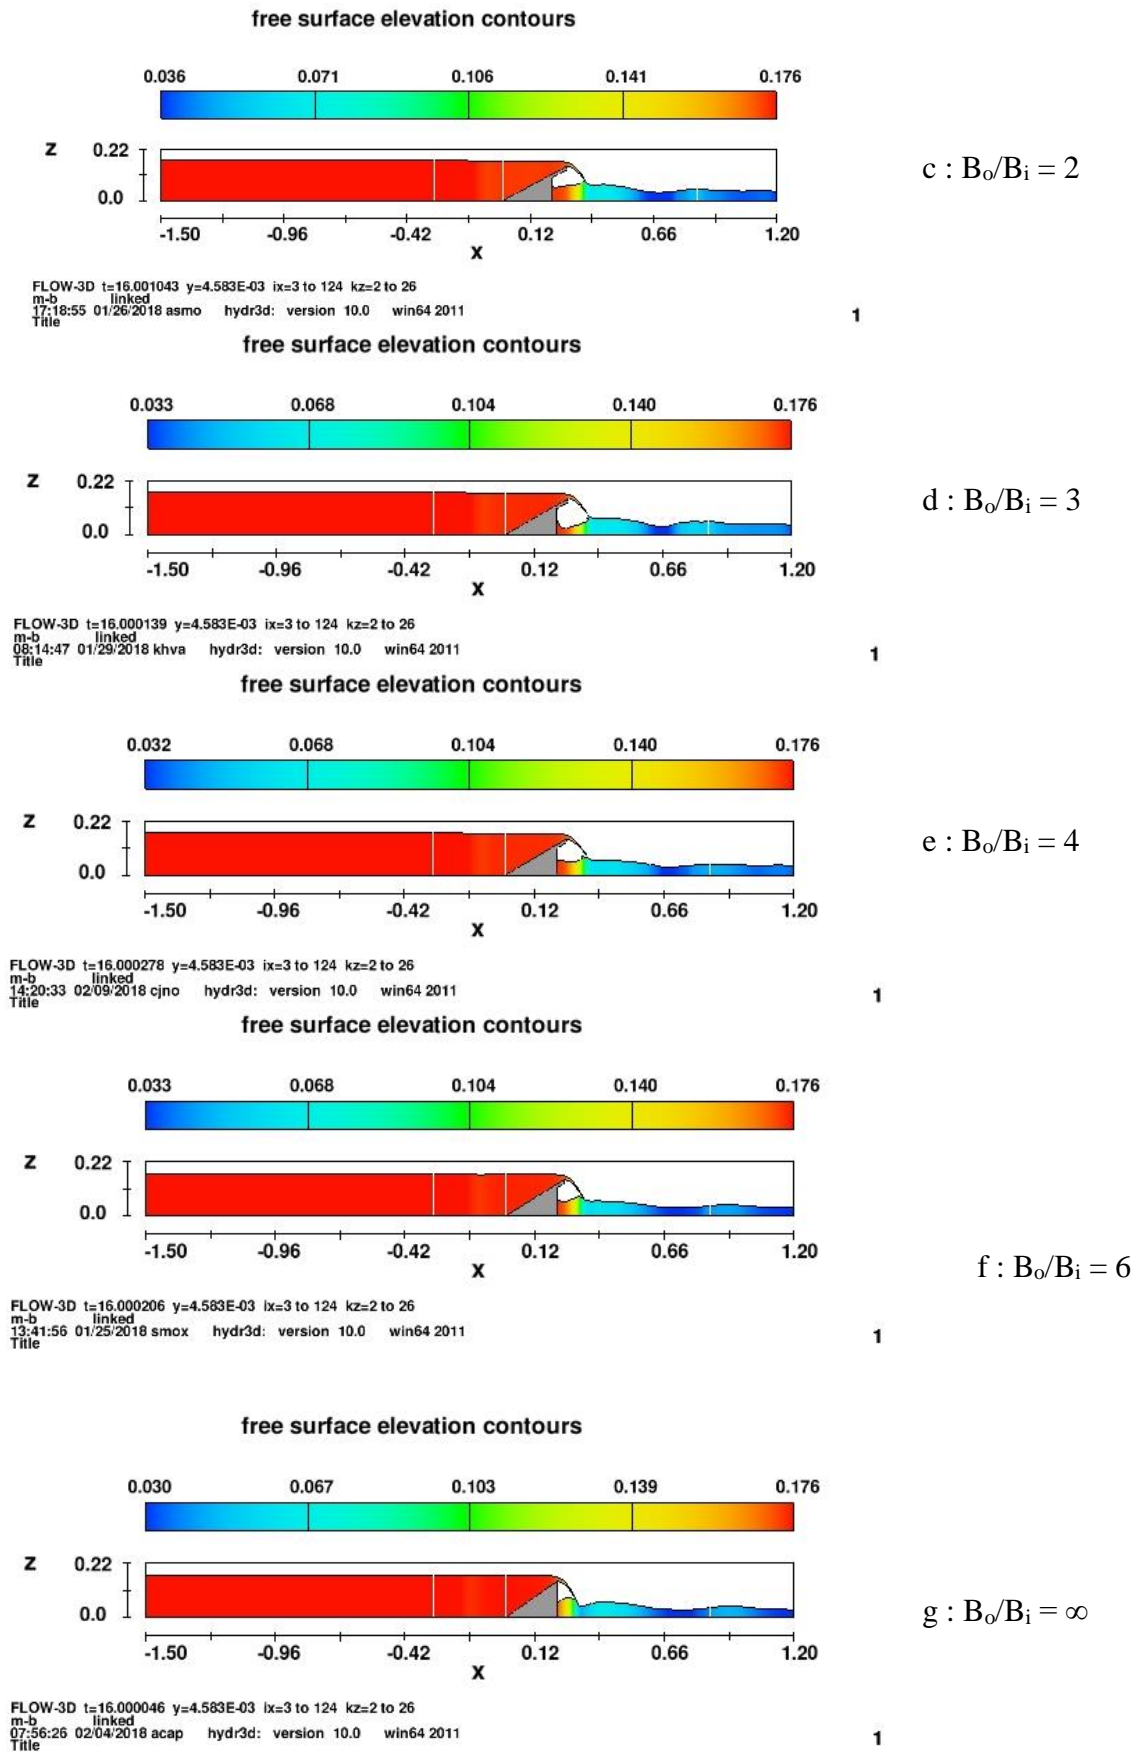 free surface elevation contours
0.036 0.071 0.106 0.141 0.176
z 0.22
0.0
c : Bo/Bi = 2
-1.50 -0.96 -0.42 0.12 0.66 1.20
x
FLOW-3D t=16.001043 y=4.583E-03 ix=3 to 124 kz=2 to 26
m-b linked
17:18:55 01/26/2018 asmo hydr3d: version 10.0 win64 2011
Title
1
free surface elevation contours
0.033 0.068 0.104 0.140 0.176
z 0.22
0.0
d : Bo/Bi = 3
-1.50 -0.96 -0.42 0.12 0.66 1.20
x
FLOW-3D t=16.000139 y=4.583E-03 ix=3 to 124 kz=2 to 26
m-b linked
08:14:47 01/29/2018 khva hydr3d: version 10.0 win64 2011
Title
1
free surface elevation contours
0.032 0.068 0.104 0.140 0.176
z 0.22
0.0
e : Bo/Bi = 4
-1.50 -0.96 -0.42 0.12 0.66 1.20
x
FLOW-3D t=16.000278 y=4.583E-03 ix=3 to 124 kz=2 to 26
m-b linked
14:20:33 02/09/2018 cjno hydr3d: version 10.0 win64 2011
Title
1
free surface elevation contours
0.033 0.068 0.104 0.140 0.176
z 0.22
0.0
-1.50 -0.96 -0.42 0.12 0.66 1.20
x
f : Bo/Bi = 6
FLOW-3D t=16.000206 y=4.583E-03 ix=3 to 124 kz=2 to 26
m-b linked
13:41:56 01/25/2018 smox hydr3d: version 10.0 win64 2011
Title
1
free surface elevation contours
0.030 0.067 0.103 0.139 0.176
z 0.22
0.0
g : Bo/Bi = ∞
-1.50 -0.96 -0.42 0.12 0.66 1.20
x
FLOW-3D t=16.000046 y=4.583E-03 ix=3 to 124 kz=2 to 26
m-b linked
07:56:26 02/04/2018 acap hydr3d: version 10.0 win64 2011
Title
1